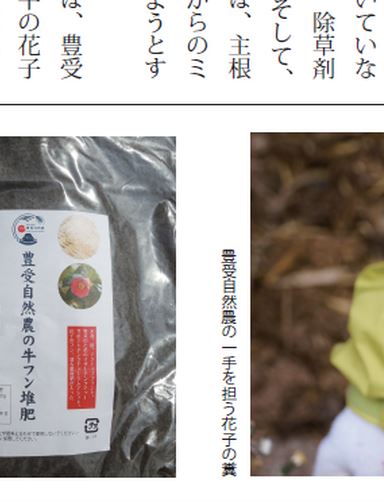 いていな
除草剤
そして、
は、主根
からのミ
ようとす
は、豊受
牛の花子
豊受自然農の一手を担う花子の糞
豊受自然農の牛フン堆肥